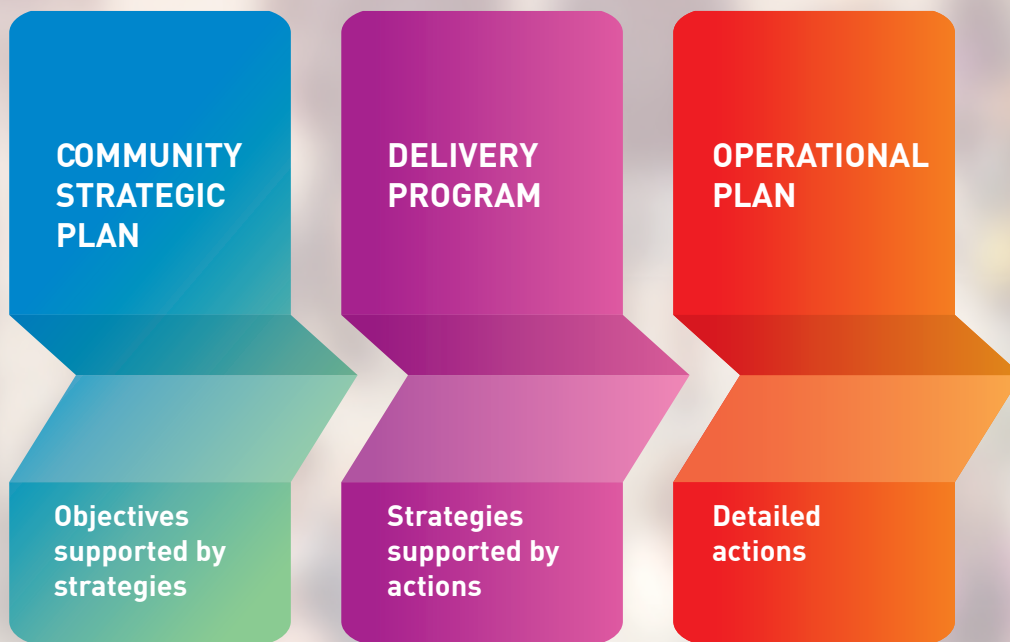 COMMUNITY
STRATEGIC
PLAN
Objectives
supported by
strategies
DELIVERY
PROGRAM
Strategies
supported by
actions
OPERATIONAL
PLAN
Detailed
actions